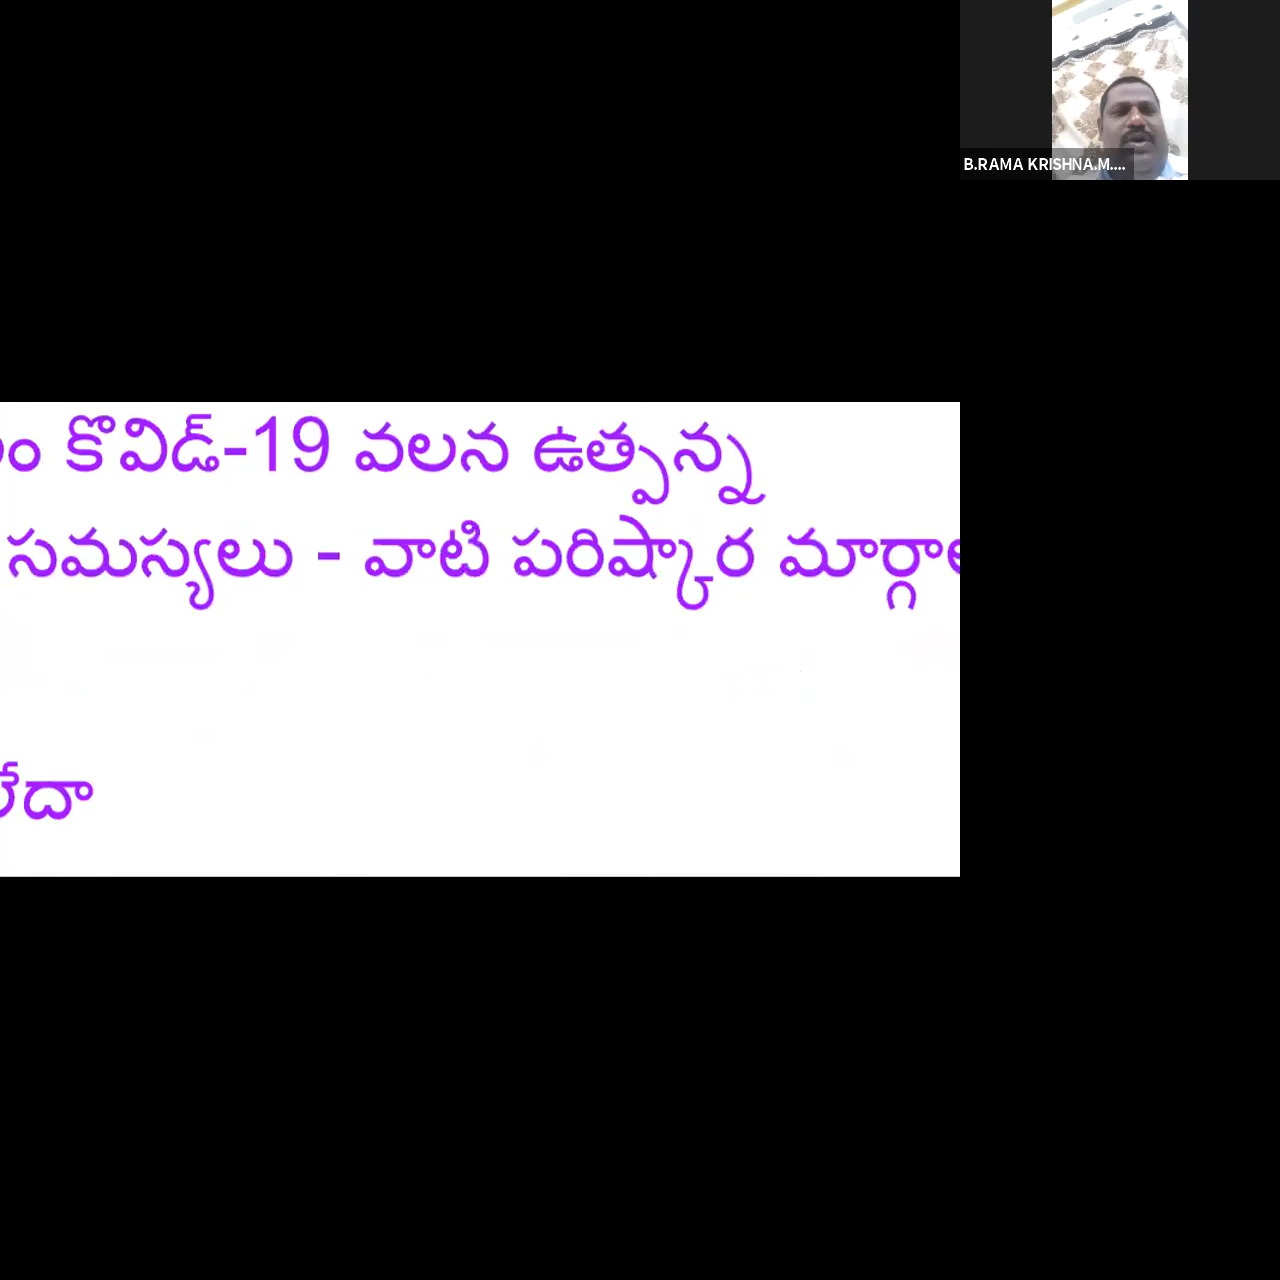 B.RAMA KRISHNA.M....
కొవిడ్-19 వలన ఉత్పన్న
సమస్యలు - వాటి పరిష్కార
లేదా